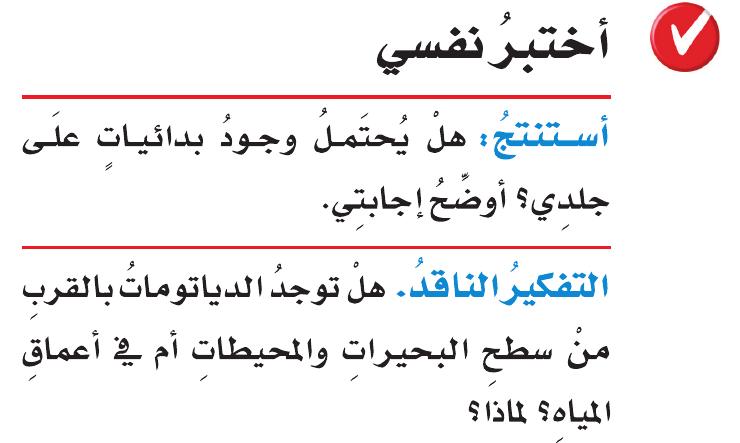 أختبرُ نفسي
أستنتجُ: هلْ يُحتَملُ وجودُ بدائياتٍ علَى
جلدِي؟ أوضِّحُ إجابتِي.
التفكيرُ الناقدُ. هلْ توجدُ الدياتوماتُ بالقربِ
منْ سطحِ البحيراتِ والمحيطاتِ أم في أعماقِ
المياهِ؟ لماذا؟